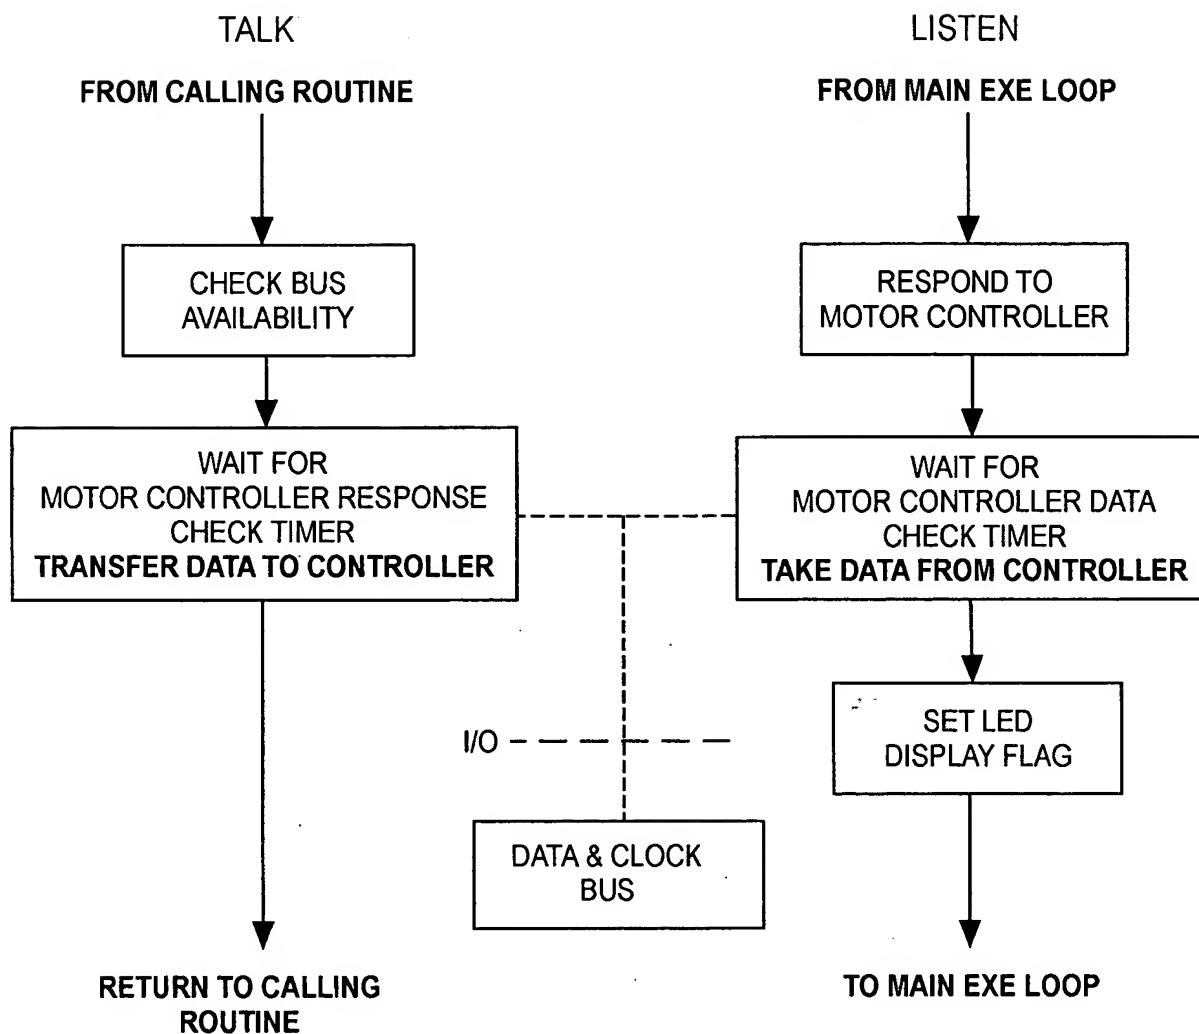 TALK
FROM CALLING ROUTINE
CHECK BUS
AVAILABILITY
WAIT FOR
MOTOR CONTROLLER RESPONSE
CHECK TIMER
TRANSFER DATA TO CONTROLLER
RETURN TO CALLING
ROUTINE
LISTEN
FROM MAIN EXE LOOP
RESPOND TO
MOTOR CONTROLLER
WAIT FOR
MOTOR CONTROLLER DATA
CHECK TIMER
TAKE DATA FROM CONTROLLER
SET LED
DISPLAY FLAG
TO MAIN EXE LOOP
I/O
DATA & CLOCK
BUS